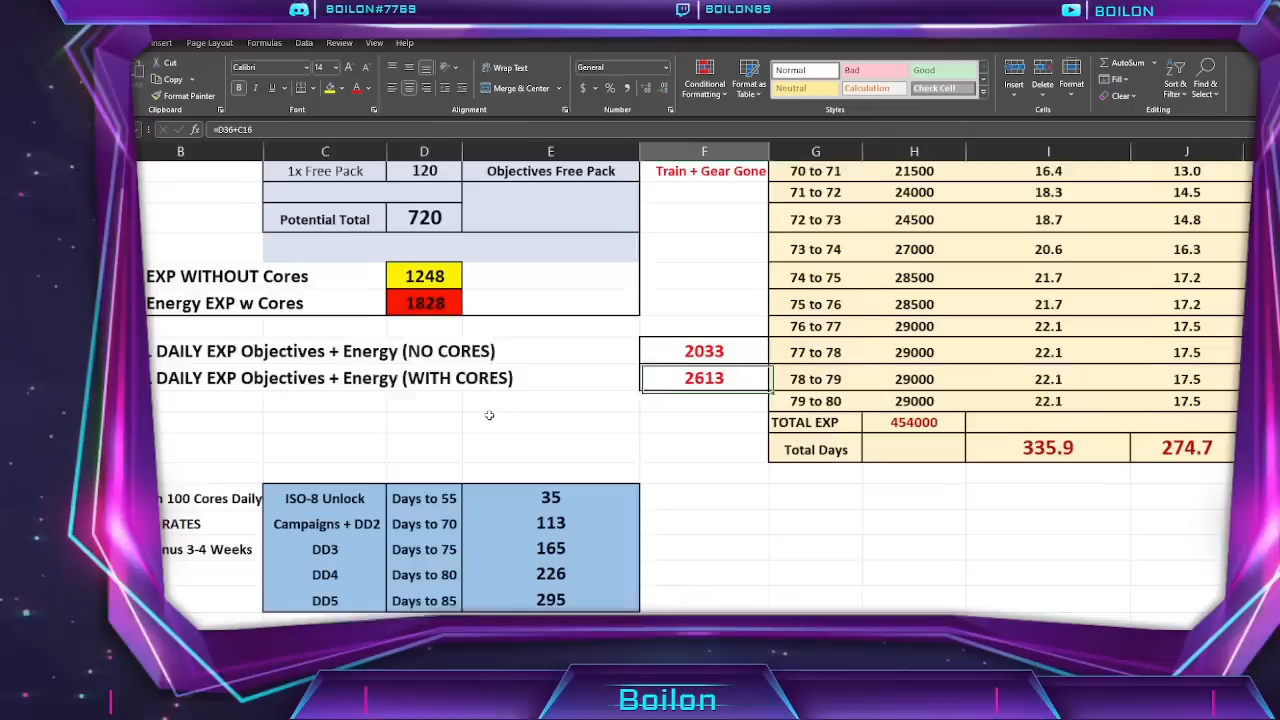 BOILON#7769 BOILON89 BOILON
Insert Page Layout Formulas Data Review View Help
Cut
Copy
Format Painter
Clipboard
Calibri 14
Font
Wrap Text
Merge & Center
Alignment
General
Number
Conditional Formatting
Format as Table
Normal Bad Good
Neutral Calculation Check Cell
Styles
Insert Delete Format
Cells
AutoSum
Fill
Clear
Sort & Filter
Find & Select
Editing
=D36+C16
B C D E F G H I J
1x Free Pack 120 Objectives Free Pack Train + Gear Gone 70 to 71 21500 16.4 13.0
71 to 72 24000 18.3 14.5
Potential Total 720 72 to 73 24500 18.7 14.8
73 to 74 27000 20.6 16.3
EXP WITHOUT Cores 1248 74 to 75 28500 21.7 17.2
Energy EXP w Cores 1828 75 to 76 28500 21.7 17.2
76 to 77 29000 22.1 17.5
DAILY EXP Objectives + Energy (NO CORES) 2033 77 to 78 29000 22.1 17.5
DAILY EXP Objectives + Energy (WITH CORES) 2613 78 to 79 29000 22.1 17.5
79 to 80 29000 22.1 17.5
TOTAL EXP 454000
Total Days 335.9 274.7
100 Cores Daily ISO-8 Unlock Days to 55 35
RATES Campaigns + DD2 Days to 70 113
3-4 Weeks DD3 Days to 75 165
DD4 Days to 80 226
DD5 Days to 85 295
Boilon